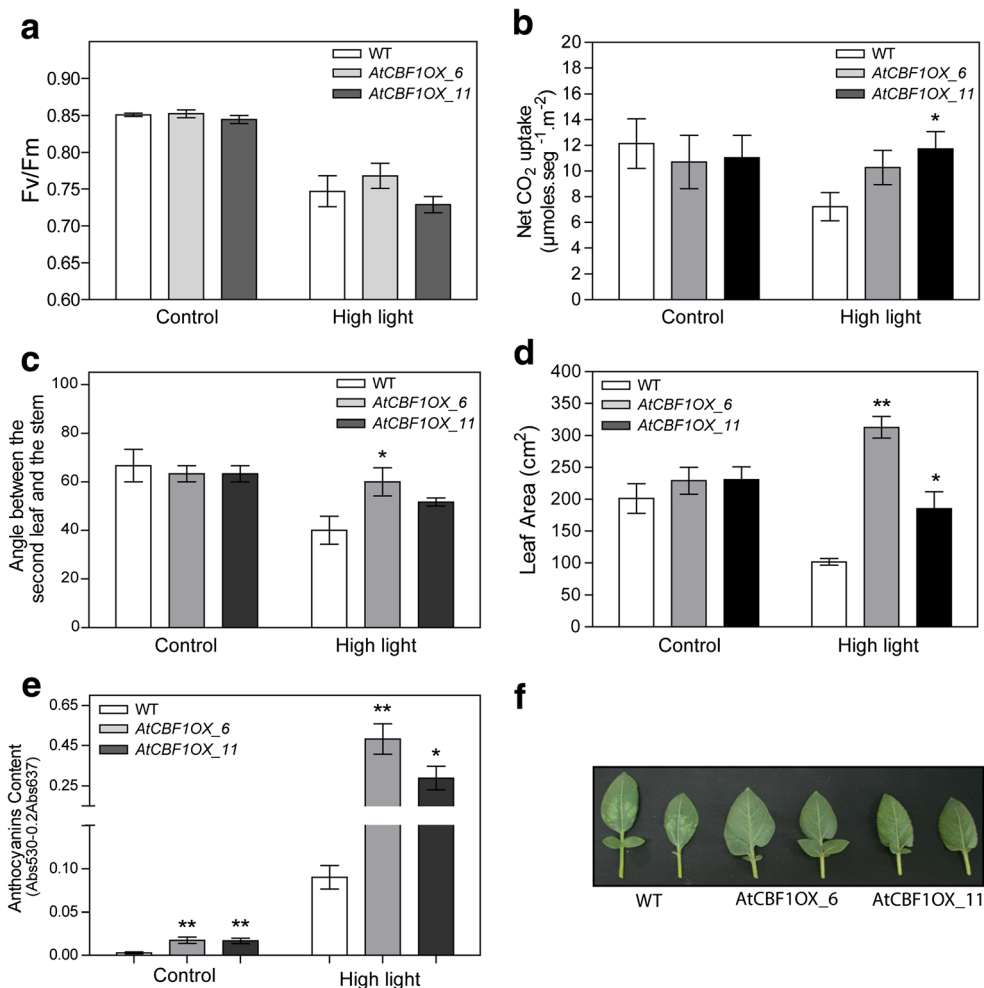 a
WT
AtCBF1OX_6
AtCBF1OX_11
Fv/Fm
0.90
0.85
0.80
0.75
0.70
0.65
0.60
Control
High light
b
WT
AtCBF1OX_6
AtCBF1OX_11
Net CO2 uptake
(µmoles.seg-1.m-2)
20
18
16
14
12
10
8
6
4
2
0
*
Control
High light
c
WT
AtCBF1OX_6
AtCBF1OX_11
Angle between the
second leaf and the stem
100
80
60
40
20
0
*
Control
High light
d
WT
AtCBF1OX_6
AtCBF1OX_11
Leaf Area (cm2)
400
350
300
250
200
150
100
50
0
**
*
Control
High light
e
WT
AtCBF1OX_6
AtCBF1OX_11
Anthocyanins Content
(Abs530-0.2Abs637)
0.65
0.45
0.25
0.10
0.05
0.00
**
**
**
*
Control
High light
f
WT
AtCBF1OX_6
AtCBF1OX_11